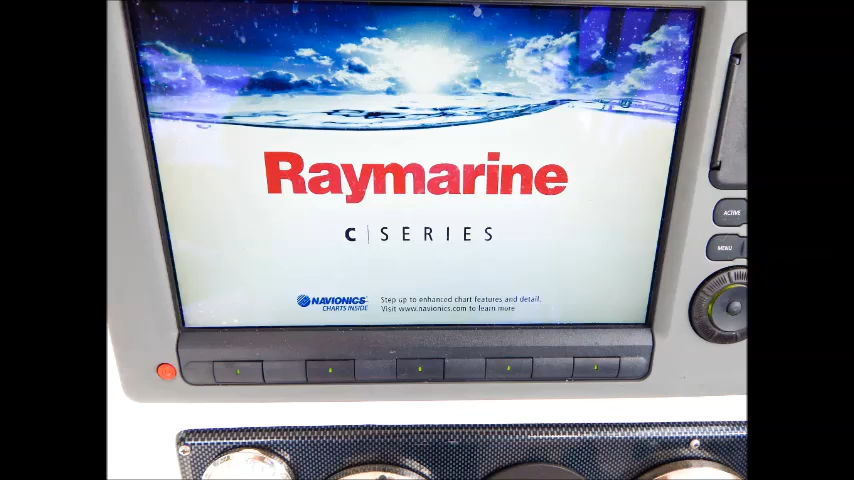 Raymarine
C | SERIES
NAVIONICS
CHARTS INSIDE
Step up to enhanced chart features and detail.
Visit www.navionics.com to learn more
ACTIVE
MENU